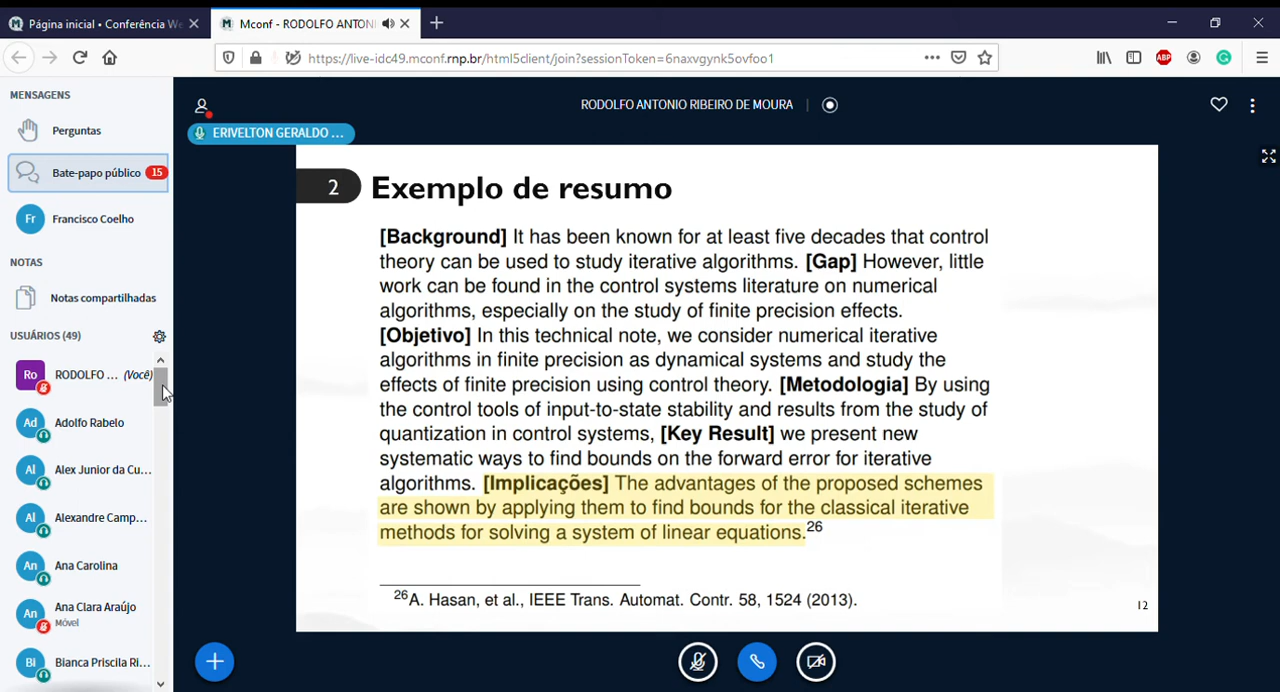 Página inicial • Conferência We
Mconf - RODOLFO ANTONI
https://live-idc49.mconf.rnp.br/html5client/join?sessionToken=6naxvgynk5ovfoo1
ABP
MENSAGENS
Perguntas
Bate-papo público 15
Fr Francisco Coelho
NOTAS
Notas compartilhadas
USUÁRIOS (49)
Ro RODOLFO ... (Você)
Ad Adolfo Rabelo
Al Alex Junior da Cu...
Al Alexandre Camp...
An Ana Carolina
An Ana Clara Araújo
Móvel
Bi Bianca Priscila Ri...
RODOLFO ANTONIO RIBEIRO DE MOURA
ERIVELTON GERALDO ...
2 Exemplo de resumo
[Background] It has been known for at least five decades that control
theory can be used to study iterative algorithms. [Gap] However, little
work can be found in the control systems literature on numerical
algorithms, especially on the study of finite precision effects.
[Objetivo] In this technical note, we consider numerical iterative
algorithms in finite precision as dynamical systems and study the
effects of finite precision using control theory. [Metodologia] By using
the control tools of input-to-state stability and results from the study of
quantization in control systems, [Key Result] we present new
systematic ways to find bounds on the forward error for iterative
algorithms. [Implicações] The advantages of the proposed schemes
are shown by applying them to find bounds for the classical iterative
methods for solving a system of linear equations.26
26A. Hasan, et al., IEEE Trans. Automat. Contr. 58, 1524 (2013).
12